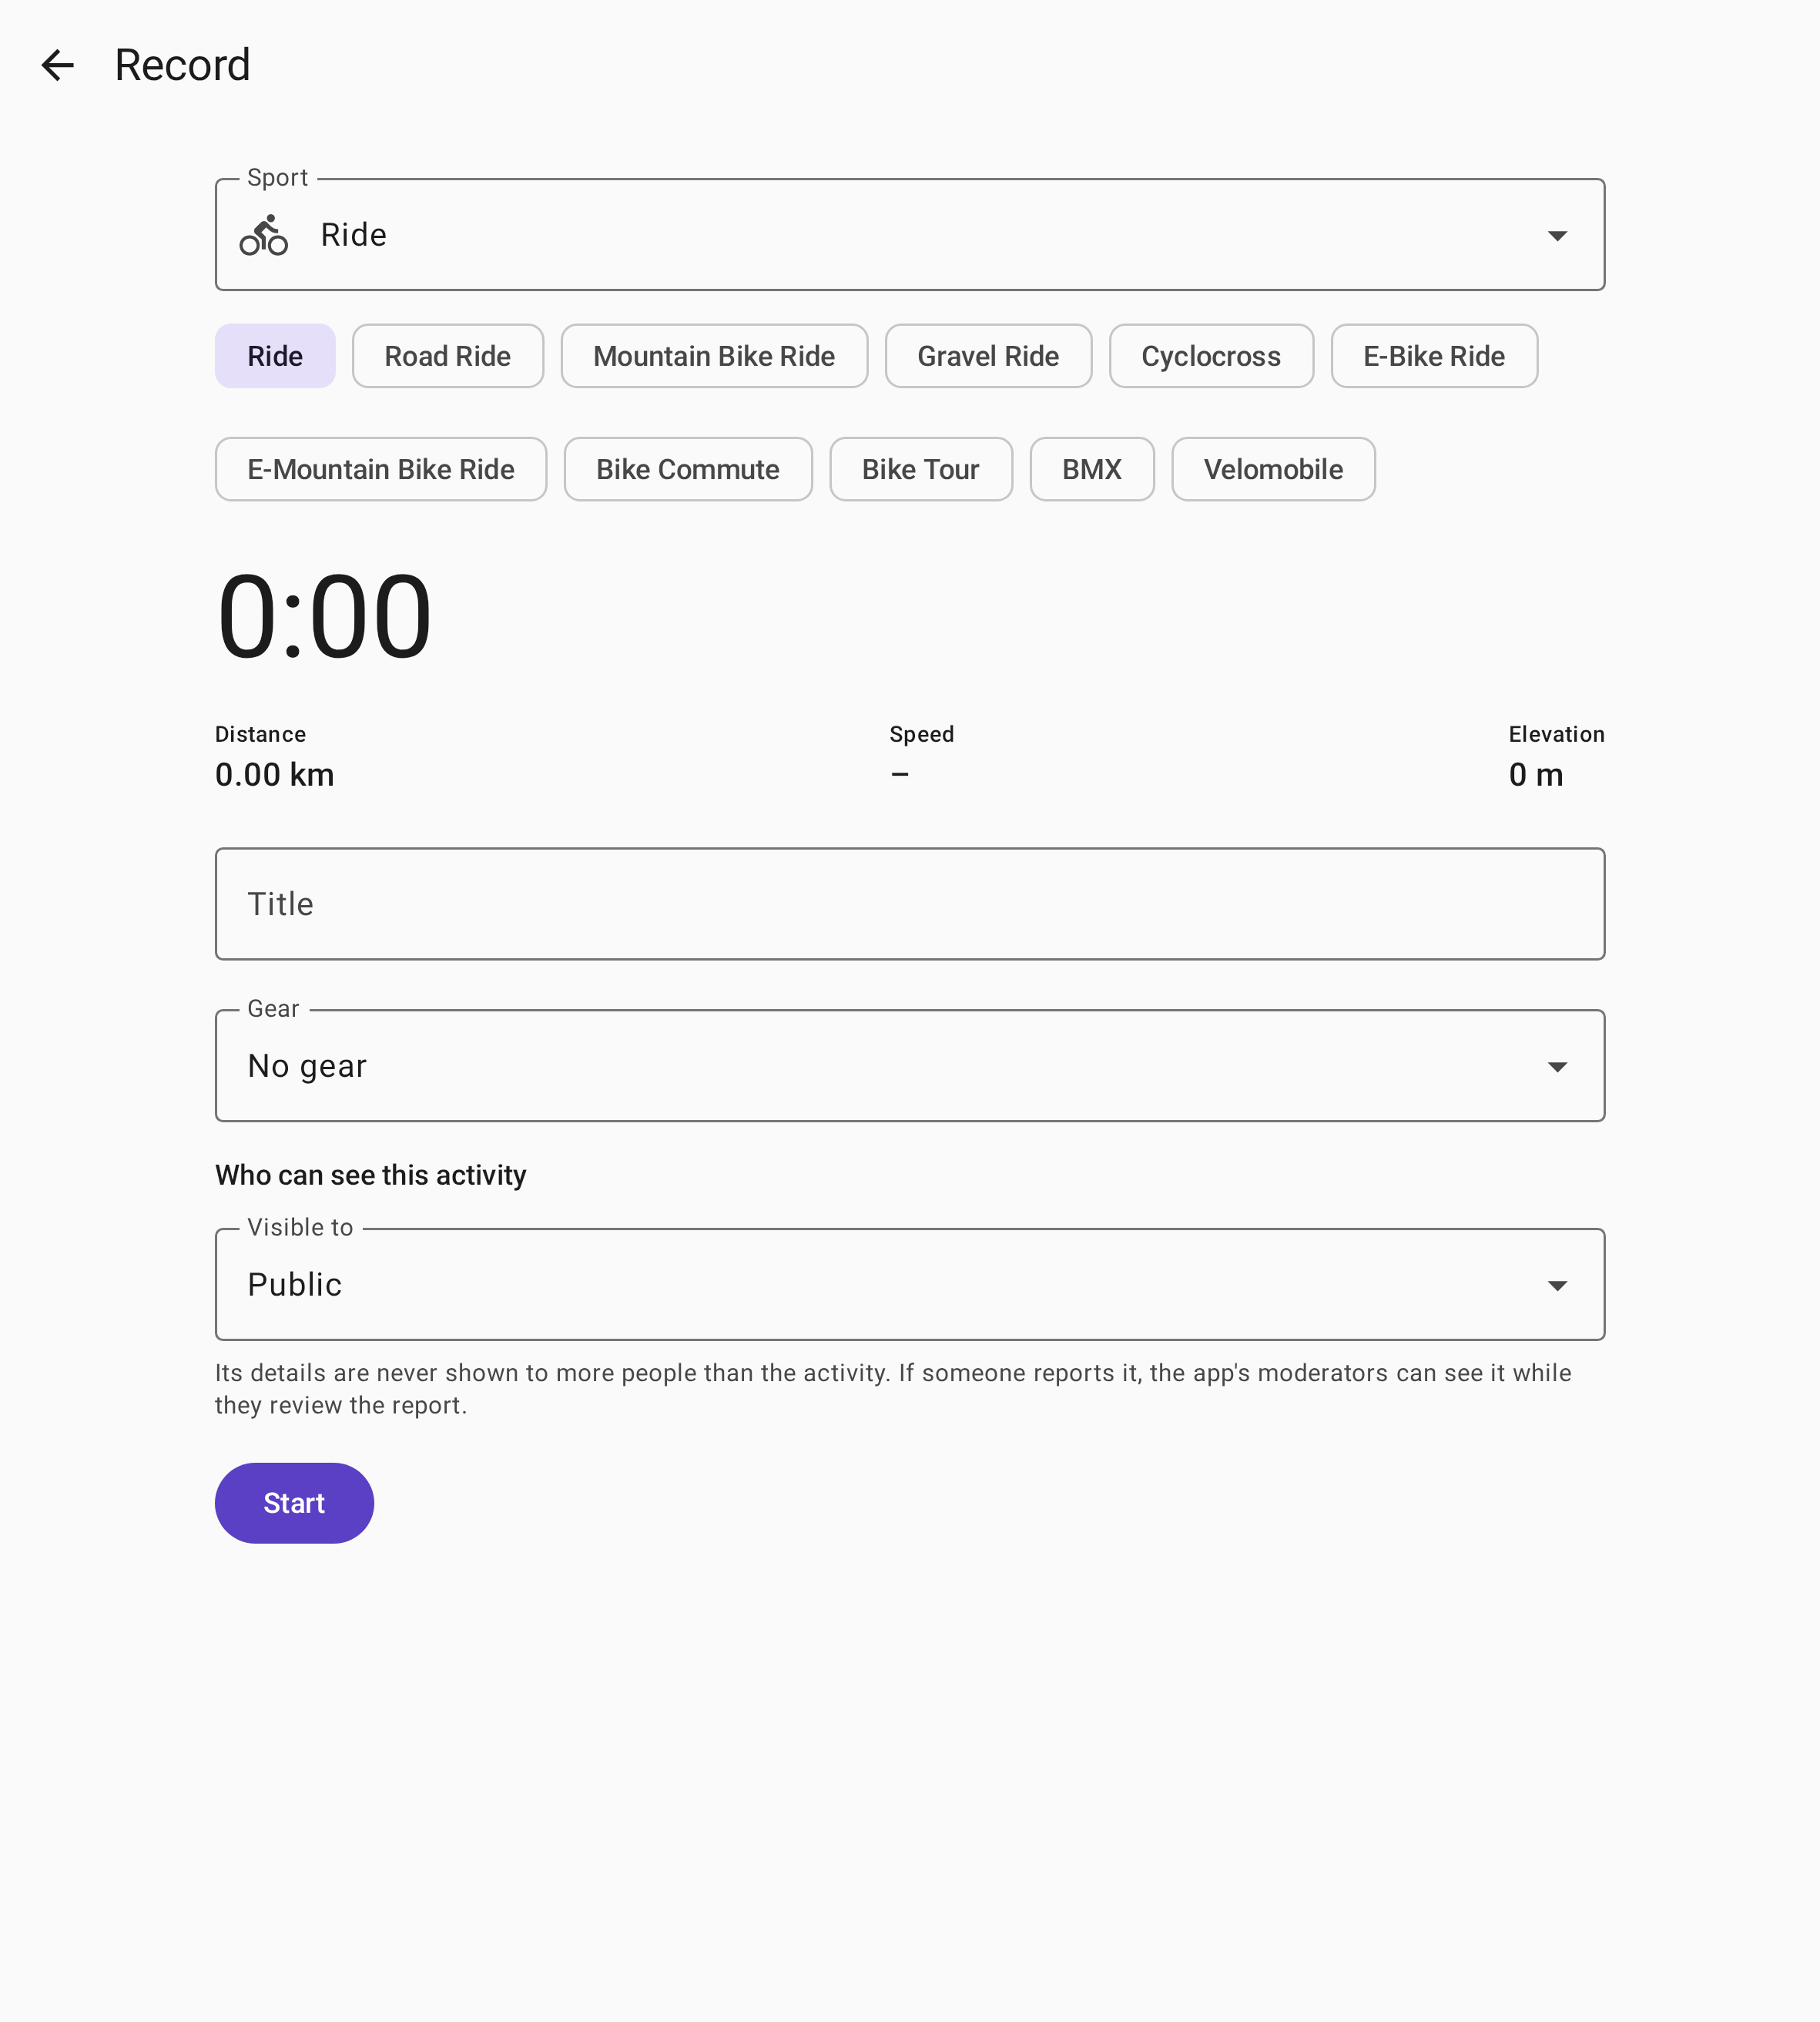 Record
Sport
Ride
Ride Road Ride Mountain Bike Ride Gravel Ride Cyclocross E-Bike Ride
E-Mountain Bike Ride Bike Commute Bike Tour BMX Velomobile
0:00
Distance Speed Elevation
0.00 km – 0 m
Title
Gear
No gear
Who can see this activity
Visible to
Public
Its details are never shown to more people than the activity. If someone reports it, the app's moderators can see it while
they review the report.
Start